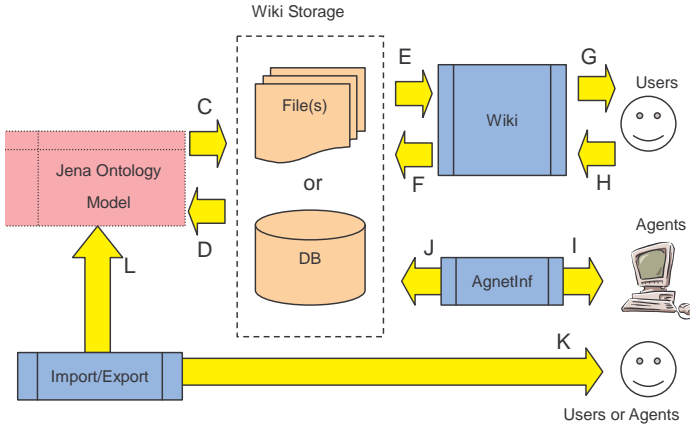 Wiki Storage
E
G
Users
C
File(s)
Wiki
Jena Ontology
Model
or
F
H
D
Agents
L
DB
J
I
AgnetInf
K
Import/Export
Users or Agents